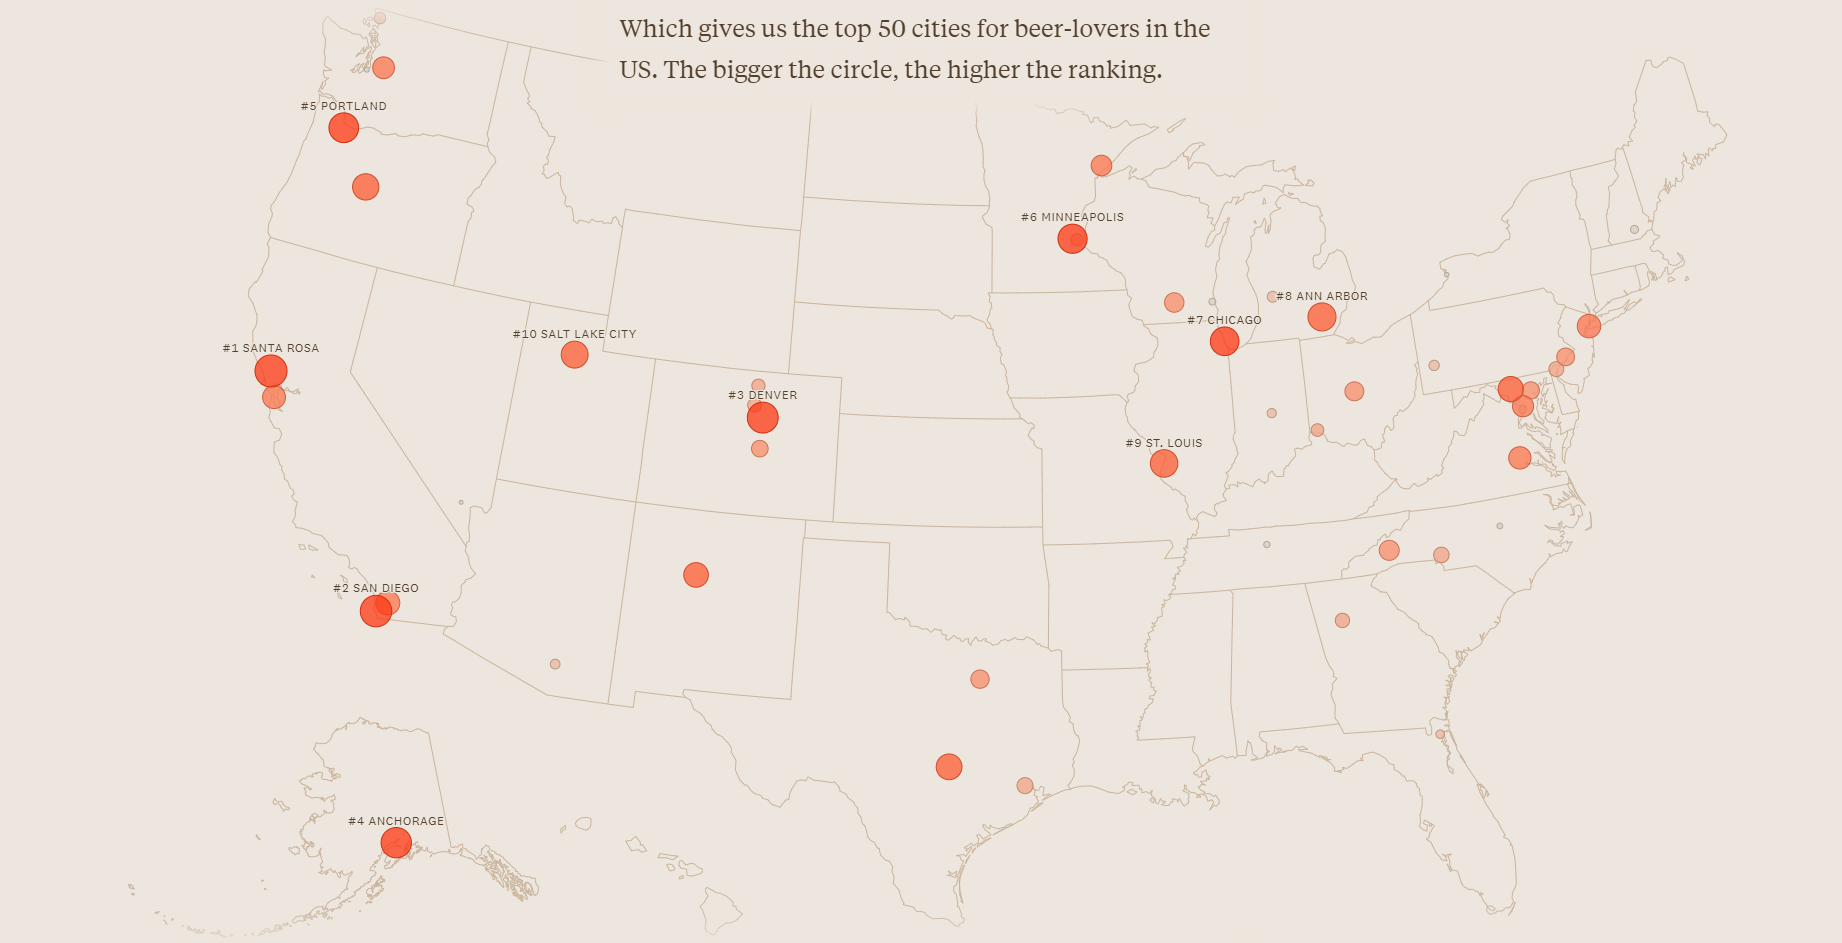 Which gives us the top 50 cities for beer-lovers in the
US. The bigger the circle, the higher the ranking.
#5 PORTLAND
#6 MINNEAPOLIS
#8 ANN ARBOR
#7 CHICAGO
#10 SALT LAKE CITY
#1 SANTA ROSA
#3 DENVER
#9 ST. LOUIS
#2 SAN DIEGO
#4 ANCHORAGE